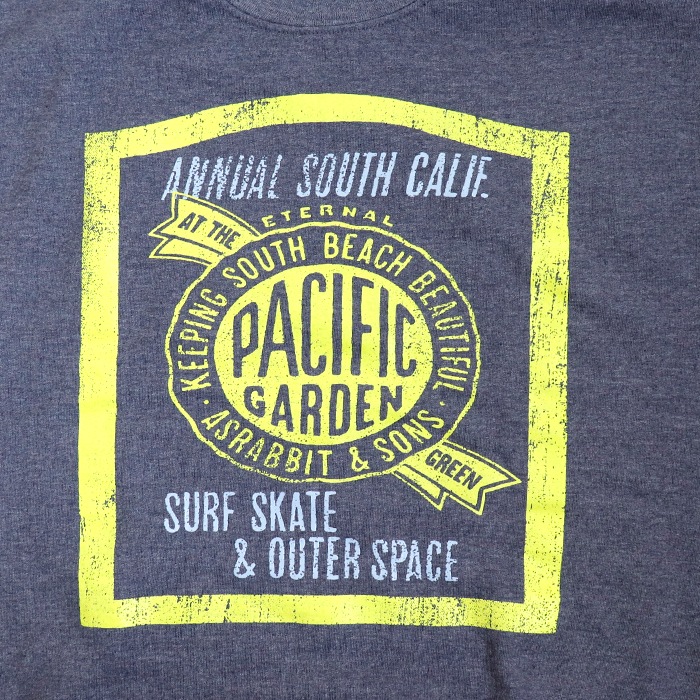 ANNUAL SOUTH CALIF.
AT THE
ETERNAL
KEEPING SOUTH BEACH BEAUTIFUL
PACIFIC
GARDEN
· ASRABBIT & SONS ·
GREEN
SURF SKATE
& OUTER SPACE